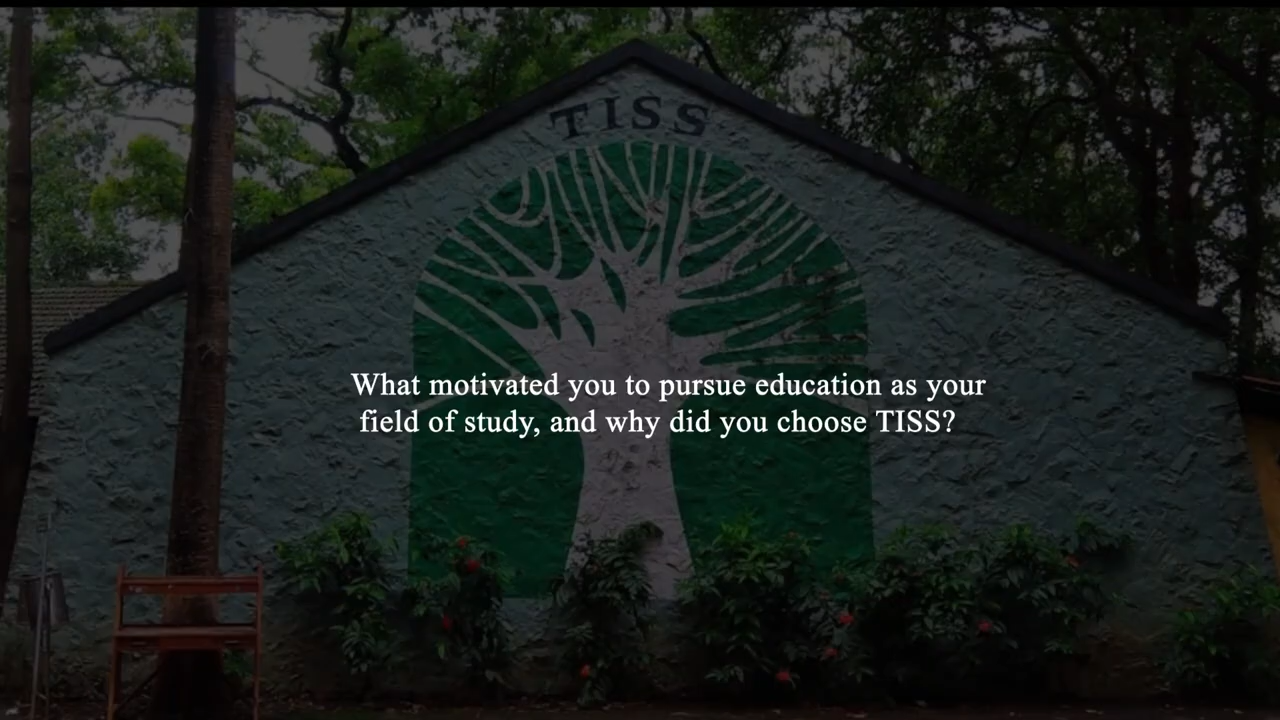 TISS
What motivated you to pursue education as your
field of study, and why did you choose TISS?